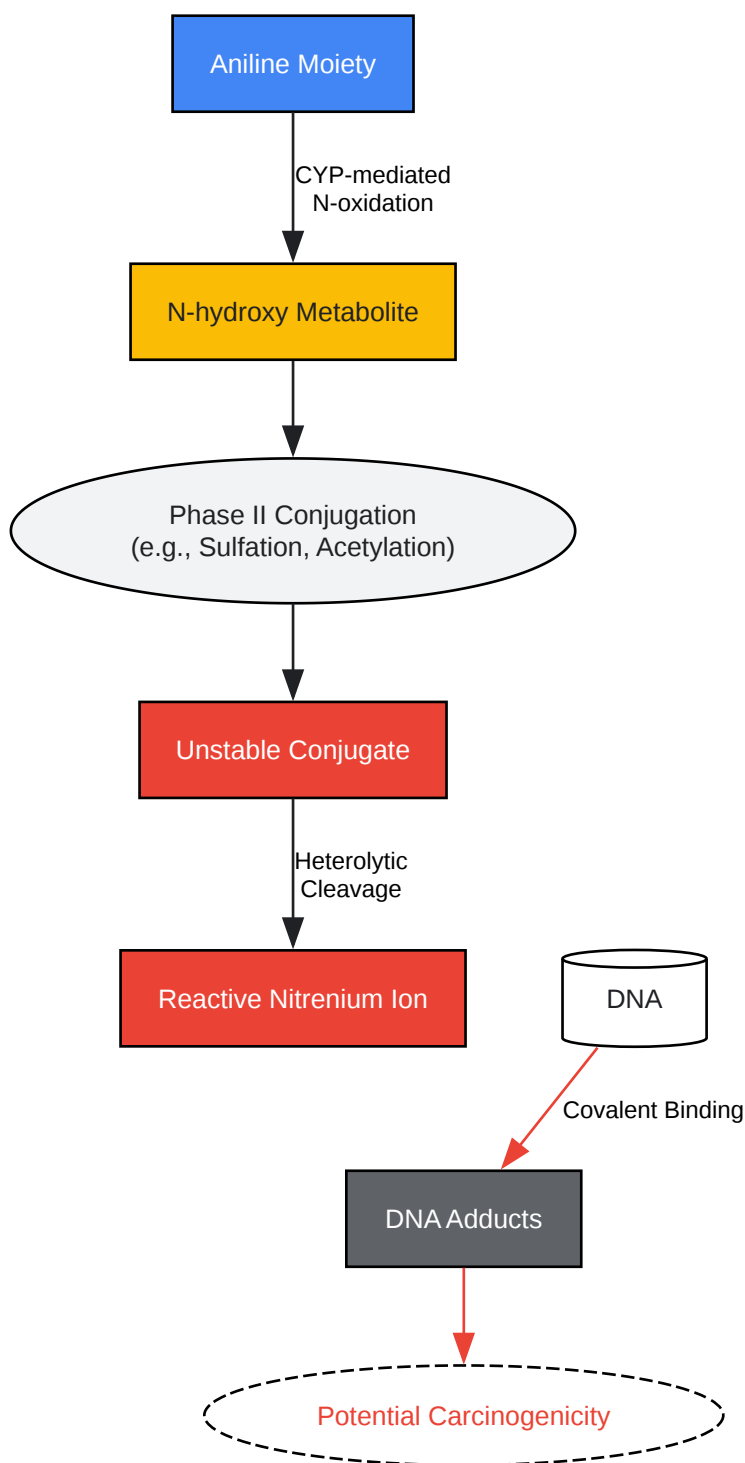 Aniline Moiety
CYP-mediated
N-oxidation
N-hydroxy Metabolite
Phase II Conjugation
(e.g., Sulfation, Acetylation)
Unstable Conjugate
Heterolytic
Cleavage
Reactive Nitrenium Ion
DNA
Covalent Binding
DNA Adducts
Potential Carcinogenicity